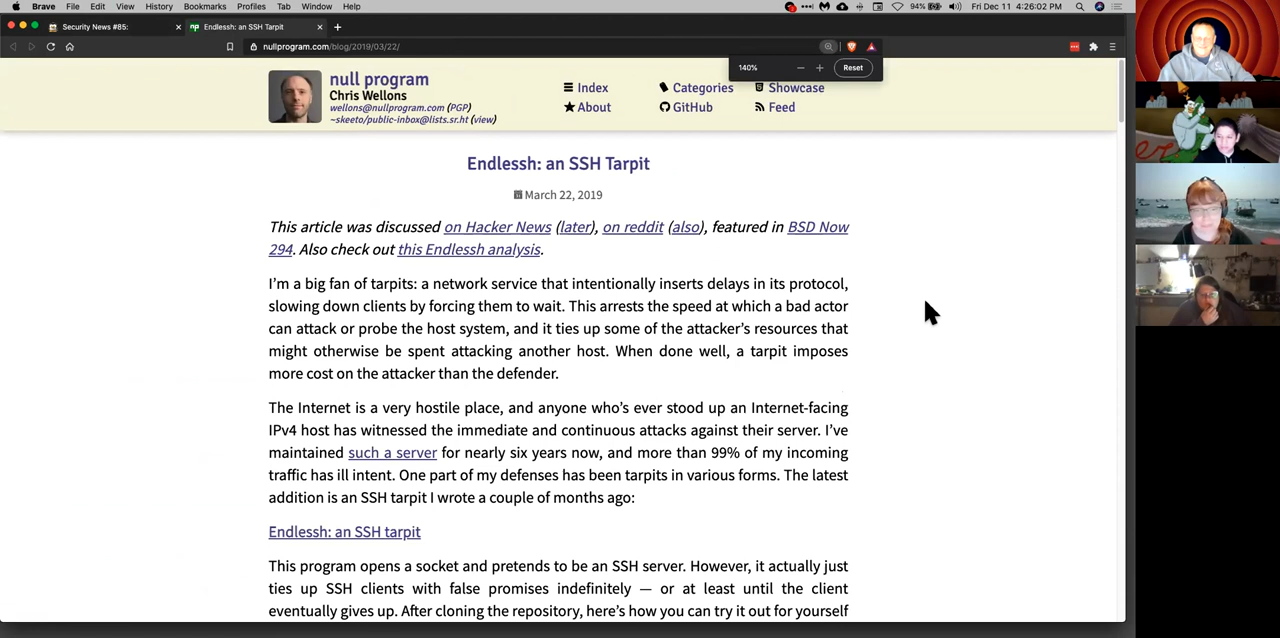 Brave File Edit View History Bookmarks Profiles Tab Window Help 94% Fri Dec 11 4:26:02 PM
Security News #85: × Endlessh: an SSH Tarpit × +
nullprogram.com/blog/2019/03/22/
140% − + Reset
null program
Chris Wellons
wellons@nullprogram.com (PGP)
~skeeto/public-inbox@lists.sr.ht (view)
Index Categories Showcase
About GitHub Feed
Endlessh: an SSH Tarpit
March 22, 2019
This article was discussed on Hacker News (later), on reddit (also), featured in BSD Now
294. Also check out this Endlessh analysis.
I’m a big fan of tarpits: a network service that intentionally inserts delays in its protocol,
slowing down clients by forcing them to wait. This arrests the speed at which a bad actor
can attack or probe the host system, and it ties up some of the attacker’s resources that
might otherwise be spent attacking another host. When done well, a tarpit imposes
more cost on the attacker than the defender.
The Internet is a very hostile place, and anyone who’s ever stood up an Internet-facing
IPv4 host has witnessed the immediate and continuous attacks against their server. I’ve
maintained such a server for nearly six years now, and more than 99% of my incoming
traffic has ill intent. One part of my defenses has been tarpits in various forms. The latest
addition is an SSH tarpit I wrote a couple of months ago:
Endlessh: an SSH tarpit
This program opens a socket and pretends to be an SSH server. However, it actually just
ties up SSH clients with false promises indefinitely — or at least until the client
eventually gives up. After cloning the repository, here’s how you can try it out for yourself